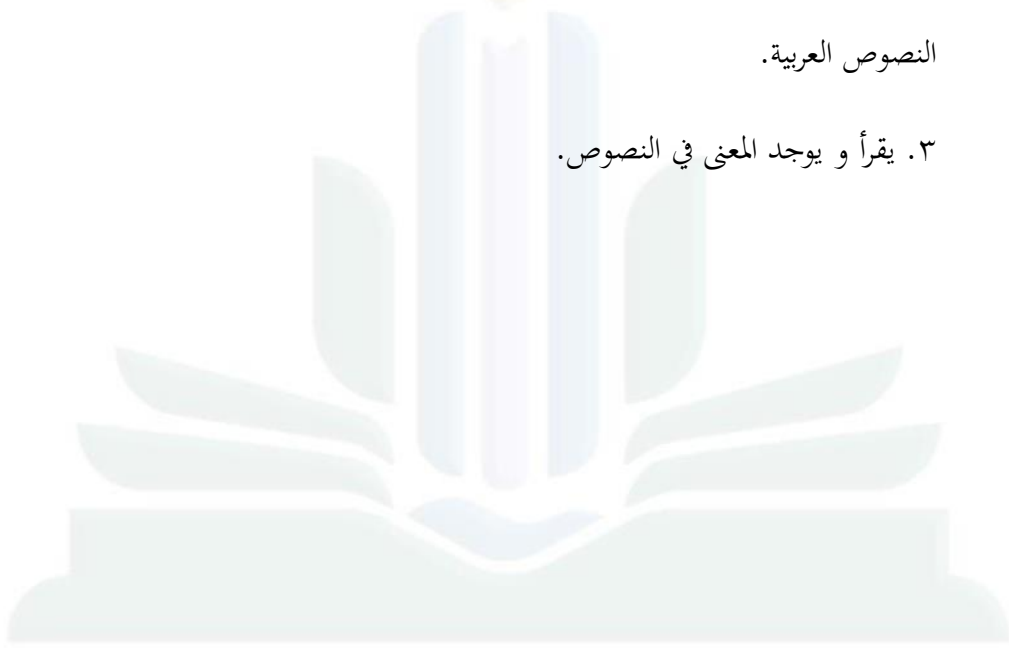 النصوص العربية.
٣. يقرأ و يوجد المعنى في النصوص.